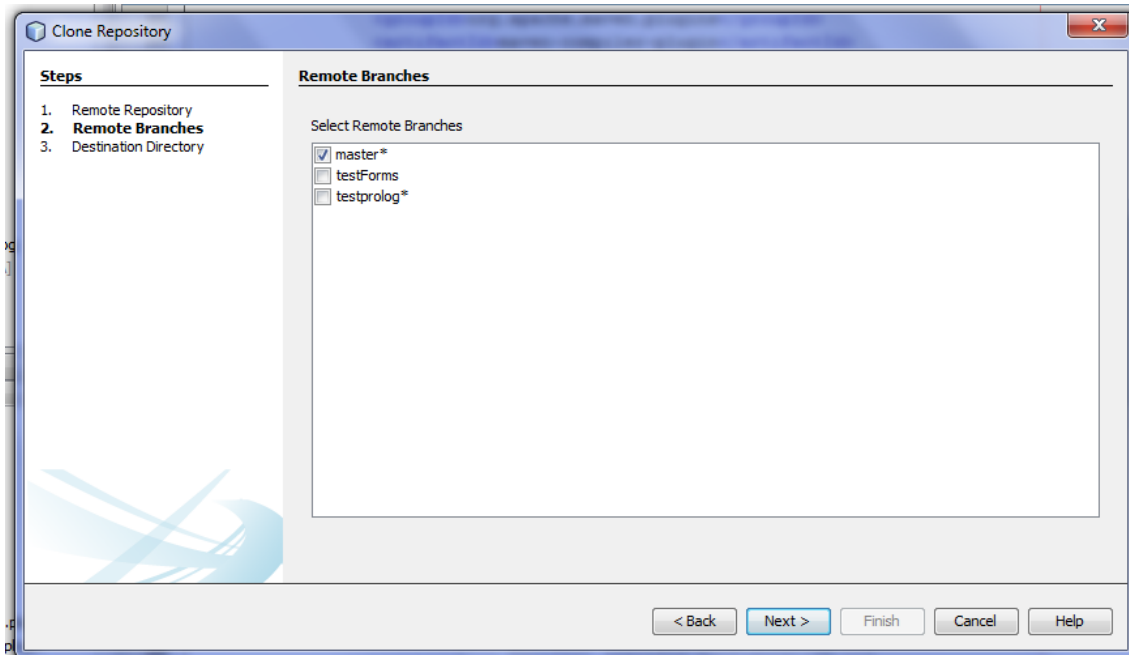 Clone Repository
Steps
1. Remote Repository
2. Remote Branches
3. Destination Directory
Remote Branches
Select Remote Branches
master*
testForms
testprolog*
< Back
Next >
Finish
Cancel
Help